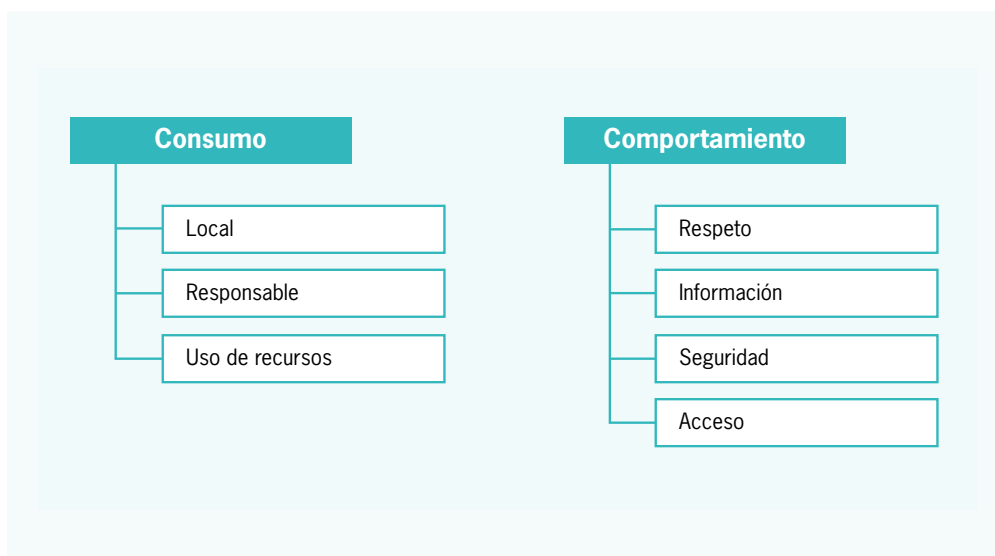 Consumo
Local
Responsable
Uso de recursos
Comportamiento
Respeto
Información
Seguridad
Acceso